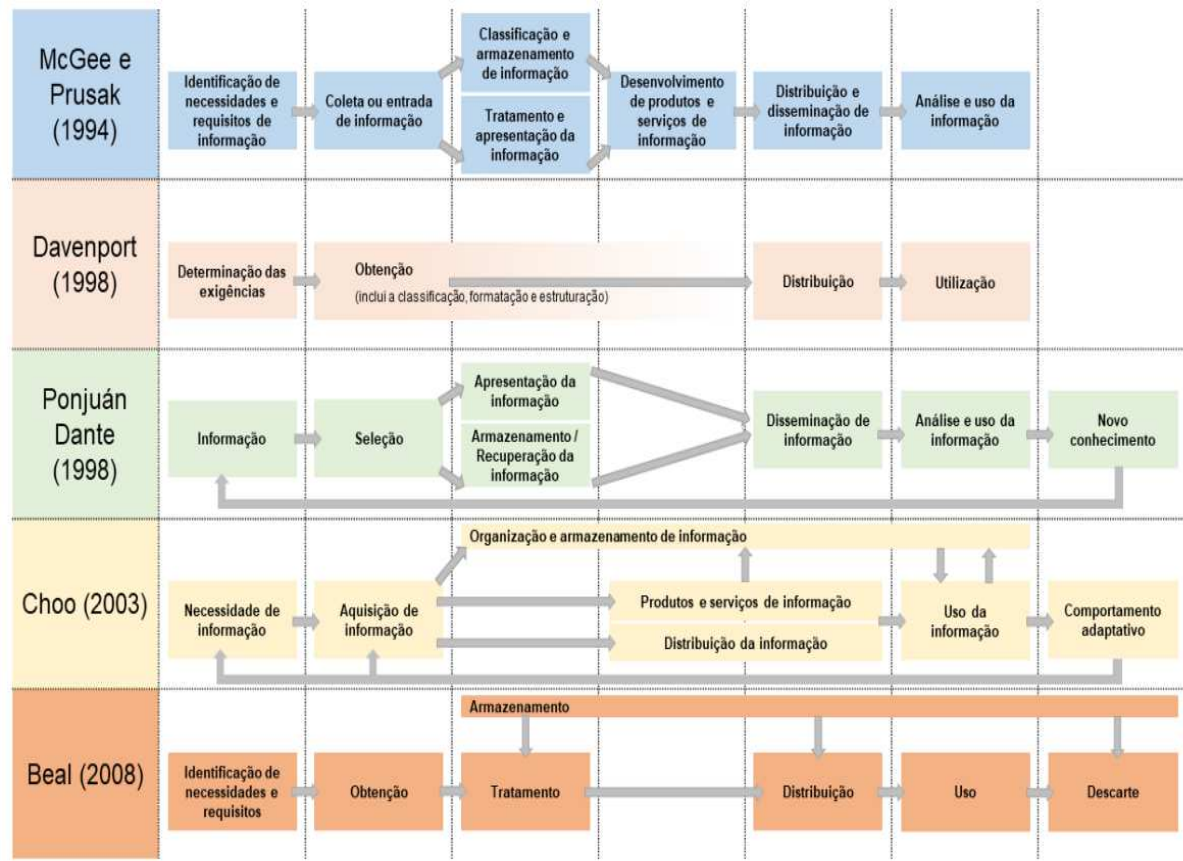 McGee e
Prusak
(1994)
Identificação de
necessidades e
requisitos de
informação
Coleta ou entrada
de informação
Classificação e
armazenamento
de informação
Tratamento e
apresentação da
informação
Desenvolvimento
de produtos e
serviços de
informação
Distribuição e
disseminação de
informação
Análise e uso da
informação
Davenport
(1998)
Determinação das
exigências
Obtenção
(inclui a classificação, formatação e estruturação)
Distribuição
Utilização
Ponjuán
Dante
(1998)
Informação
Seleção
Apresentação da
informação
Armazenamento /
Recuperação da
informação
Disseminação de
informação
Análise e uso da
informação
Novo
conhecimento
Choo (2003)
Organização e armazenamento de informação
Necessidade de
informação
Aquisição de
informação
Produtos e serviços de informação
Distribuição da informação
Uso da
informação
Comportamento
adaptativo
Beal (2008)
Armazenamento
Identificação de
necessidades e
requisitos
Obtenção
Tratamento
Distribuição
Uso
Descarte